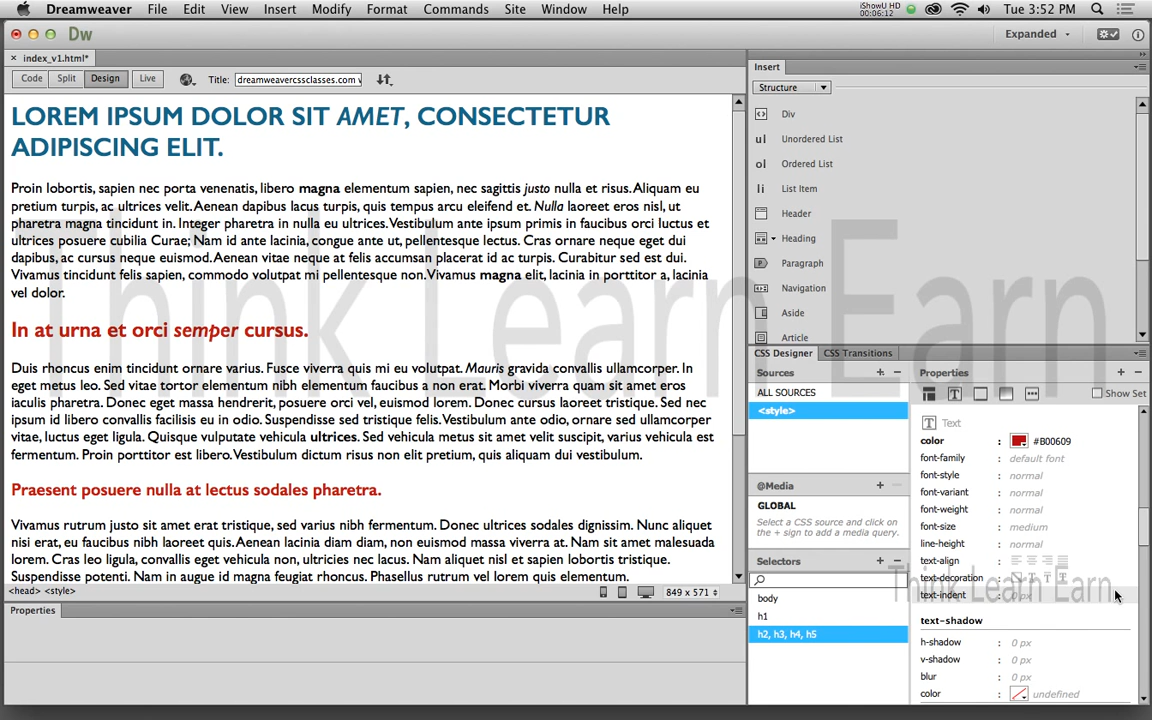 Dreamweaver File Edit View Insert Modify Format Commands Site Window Help iShowU HD 00:06:12 Tue 3:52 PM
Dw Expanded
index_v1.html*
Code Split Design Live Title: dreamweavercssclasses.com v
LOREM IPSUM DOLOR SIT AMET, CONSECTETUR
ADIPISCING ELIT.
Proin lobortis, sapien nec porta venenatis, libero magna elementum sapien, nec sagittis justo nulla et risus. Aliquam eu
pretium turpis, ac ultrices velit. Aenean dapibus lacus turpis, quis tempus arcu eleifend et. Nulla laoreet eros nisl, ut
pharetra magna tincidunt in. Integer pharetra in nulla eu ultrices. Vestibulum ante ipsum primis in faucibus orci luctus et
ultrices posuere cubilia Curae; Nam id ante lacinia, congue ante ut, pellentesque lectus. Cras ornare neque eget dui
dapibus, ac cursus neque euismod. Aenean vitae neque at felis accumsan placerat id ac turpis. Curabitur sed est dui.
Vivamus tincidunt felis sapien, commodo volutpat mi pellentesque non. Vivamus magna elit, lacinia in porttitor a, lacinia
vel dolor.
In at urna et orci semper cursus.
Duis rhoncus enim tincidunt ornare varius. Fusce viverra quis mi eu volutpat. Mauris gravida convallis ullamcorper. In
eget metus leo. Sed vitae tortor elementum nibh elementum faucibus a non erat. Morbi viverra quam sit amet eros
iaculis pharetra. Donec eget massa hendrerit, posuere orci vel, euismod lorem. Donec cursus laoreet tristique. Sed nec
ipsum id libero convallis facilisis eu in odio. Suspendisse sed tristique felis. Vestibulum ante odio, ornare sed ullamcorper
vitae, luctus eget ligula. Quisque vulputate vehicula ultrices. Sed vehicula metus sit amet velit suscipit, varius vehicula est
fermentum. Proin porttitor est libero. Vestibulum dictum risus non elit pretium, quis aliquam dui vestibulum.
Praesent posuere nulla at lectus sodales pharetra.
Vivamus rutrum justo sit amet erat tristique, sed varius nibh fermentum. Donec ultrices sodales dignissim. Nunc aliquet
nisi erat, eu faucibus nibh laoreet quis. Aenean lacinia diam diam, non euismod massa viverra at. Nam sit amet malesuada
lorem. Cras leo ligula, convallis eget vehicula non, ultricies nec lacus. Nam aliquet nisl et sapien lobortis tristique.
Suspendisse potenti. Nam in augue id magna feugiat rhoncus. Phasellus rutrum vel lorem quis elementum.
<head> <style> 849 x 571
Properties
Insert
Structure
Div
ul Unordered List
ol Ordered List
li List Item
Header
Heading
P Paragraph
Navigation
Aside
Article
CSS Designer CSS Transitions
Sources + −
ALL SOURCES
<style>
@Media +
GLOBAL
Select a CSS source and click on
the + sign to add a media query.
Selectors + −
body
h1
h2, h3, h4, h5
Properties + −
Show Set
T Text
color : #B00609
font-family : default font
font-style : normal
font-variant : normal
font-weight : normal
font-size : medium
line-height : normal
text-align :
text-decoration :
text-indent : 0 px
text-shadow
h-shadow : 0 px
v-shadow : 0 px
blur : 0 px
color : undefined
Think Learn Earn
Think Learn Earn